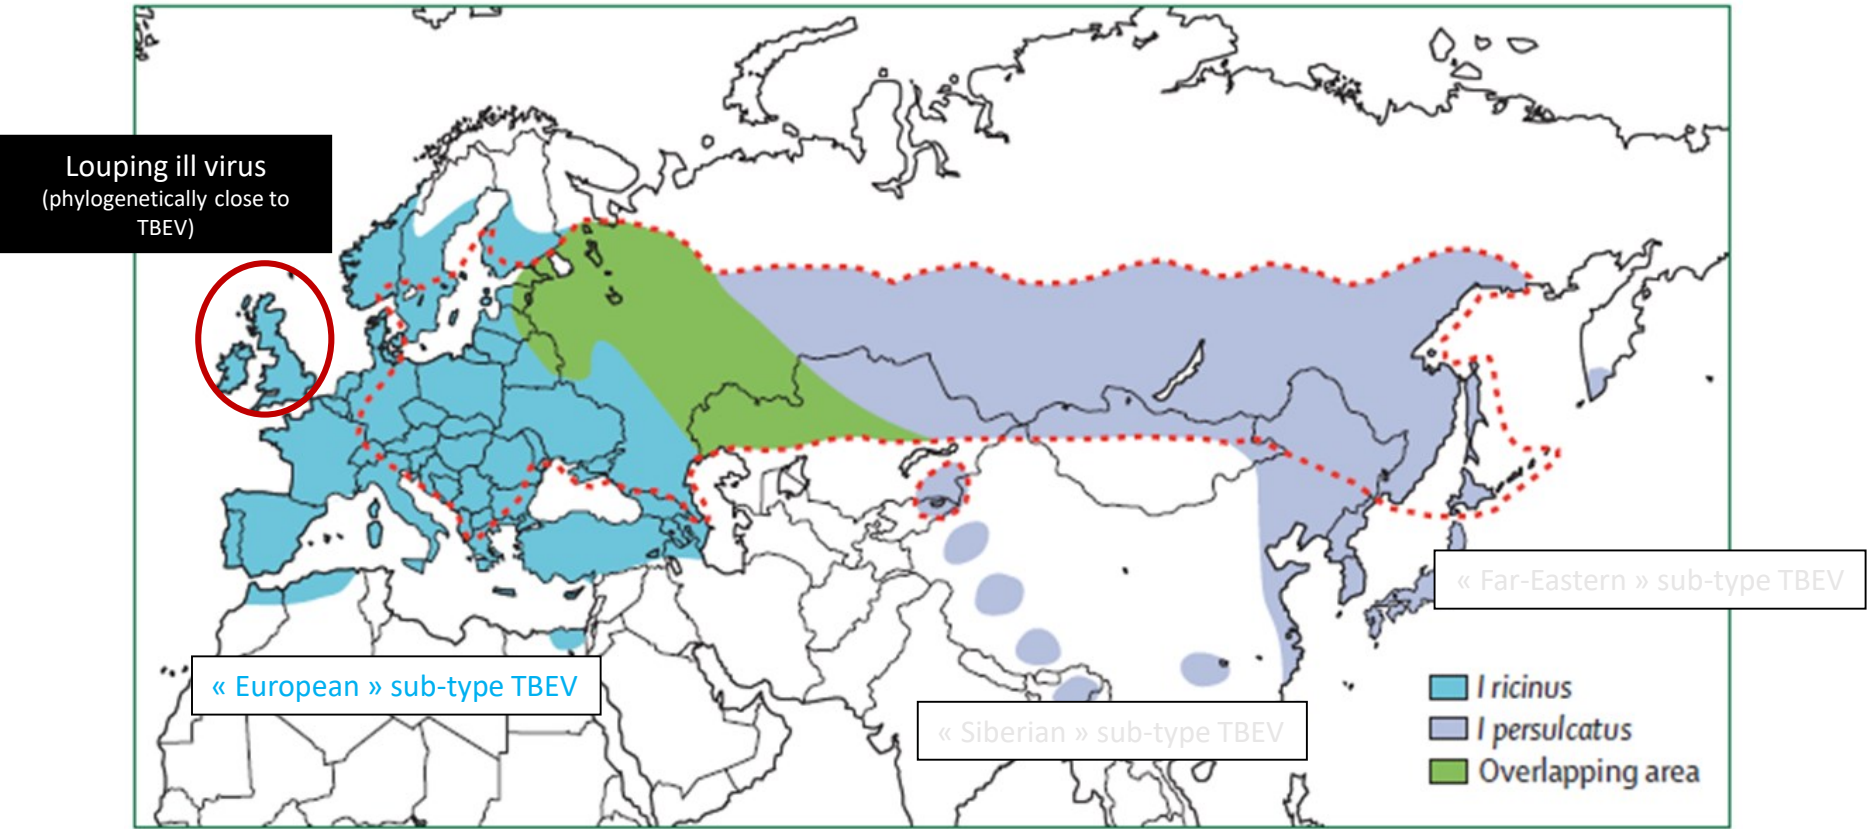 Louping ill virus
(phylogenetically close to
TBEV)
« Far-Eastern » sub-type TBEV
« European » sub-type TBEV
« Siberian » sub-type TBEV
I ricinus
I persulcatus
Overlapping area